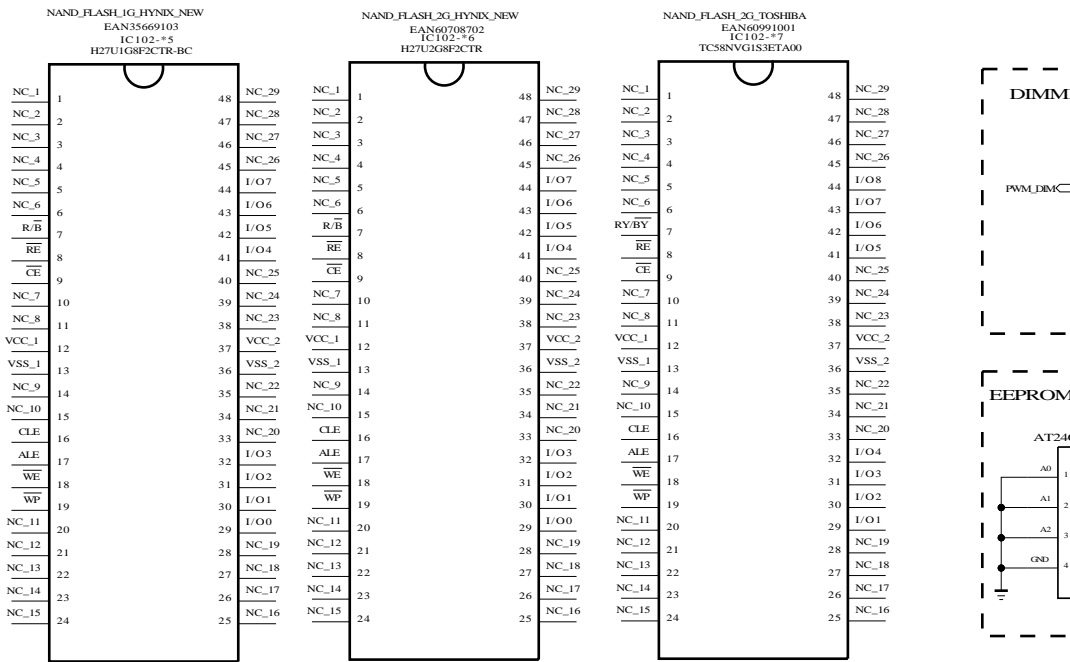 NAND_FLASH_1G_HYNIX_NEW
EAN35669103
IC102-*5
H27U1G8F2CTR-BC
NC_1 1 48 NC_29
NC_2 2 47 NC_28
NC_3 3 46 NC_27
NC_4 4 45 NC_26
NC_5 5 44 I/O7
NC_6 6 43 I/O6
R/B 7 42 I/O5
RE 8 41 I/O4
CE 9 40 NC_25
NC_7 10 39 NC_24
NC_8 11 38 NC_23
VCC_1 12 37 VCC_2
VSS_1 13 36 VSS_2
NC_9 14 35 NC_22
NC_10 15 34 NC_21
CLE 16 33 NC_20
ALE 17 32 I/O3
WE 18 31 I/O2
WP 19 30 I/O1
NC_11 20 29 I/O0
NC_12 21 28 NC_19
NC_13 22 27 NC_18
NC_14 23 26 NC_17
NC_15 24 25 NC_16
NAND_FLASH_2G_HYNIX_NEW
EAN60708702
IC102-*6
H27U2G8F2CTR
NC_1 1 48 NC_29
NC_2 2 47 NC_28
NC_3 3 46 NC_27
NC_4 4 45 NC_26
NC_5 5 44 I/O7
NC_6 6 43 I/O6
R/B 7 42 I/O5
RE 8 41 I/O4
CE 9 40 NC_25
NC_7 10 39 NC_24
NC_8 11 38 NC_23
VCC_1 12 37 VCC_2
VSS_1 13 36 VSS_2
NC_9 14 35 NC_22
NC_10 15 34 NC_21
CLE 16 33 NC_20
ALE 17 32 I/O3
WE 18 31 I/O2
WP 19 30 I/O1
NC_11 20 29 I/O0
NC_12 21 28 NC_19
NC_13 22 27 NC_18
NC_14 23 26 NC_17
NC_15 24 25 NC_16
NAND_FLASH_2G_TOSHIBA
EAN60991001
IC102-*7
TC58NVG1S3ETA00
NC_1 1 48 NC_29
NC_2 2 47 NC_28
NC_3 3 46 NC_27
NC_4 4 45 NC_26
NC_5 5 44 I/O8
NC_6 6 43 I/O7
RY/BY 7 42 I/O6
RE 8 41 I/O5
CE 9 40 NC_25
NC_7 10 39 NC_24
NC_8 11 38 NC_23
VCC_1 12 37 VCC_2
VSS_1 13 36 VSS_2
NC_9 14 35 NC_22
NC_10 15 34 NC_21
CLE 16 33 NC_20
ALE 17 32 I/O4
WE 18 31 I/O3
WP 19 30 I/O2
NC_11 20 29 I/O1
NC_12 21 28 NC_19
NC_13 22 27 NC_18
NC_14 23 26 NC_17
NC_15 24 25 NC_16
DIMM
PWM_DIM
EEPROM
AT24
A0 1
A1 2
A2 3
GND 4